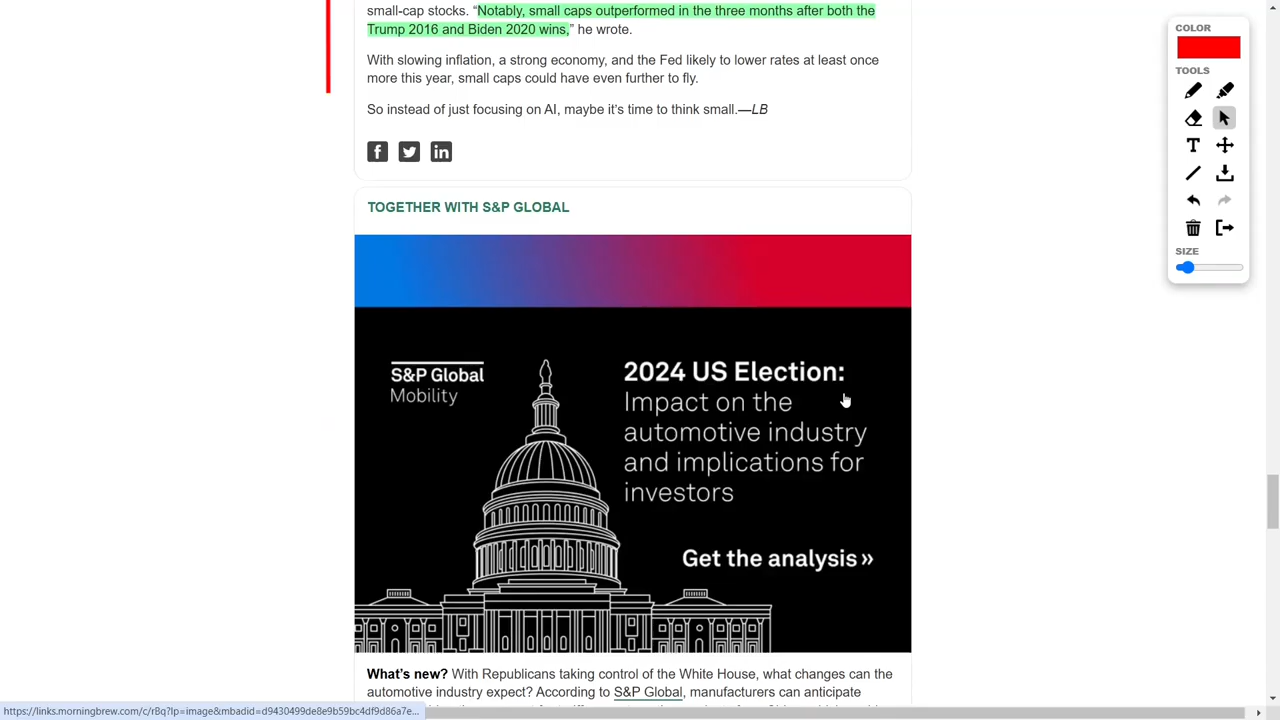 small-cap stocks. “Notably, small caps outperformed in the three months after both the
Trump 2016 and Biden 2020 wins,” he wrote.
With slowing inflation, a strong economy, and the Fed likely to lower rates at least once
more this year, small caps could have even further to fly.
So instead of just focusing on AI, maybe it’s time to think small.—LB
TOGETHER WITH S&P GLOBAL
S&P Global
Mobility
2024 US Election:
Impact on the
automotive industry
and implications for
investors
Get the analysis »
What’s new? With Republicans taking control of the White House, what changes can the
automotive industry expect? According to S&P Global, manufacturers can anticipate
https://links.morningbrew.com/c/rBq?lp=image&mbadid=d9430499de8e9b59bc4df9d86a7e...
COLOR
TOOLS
SIZE